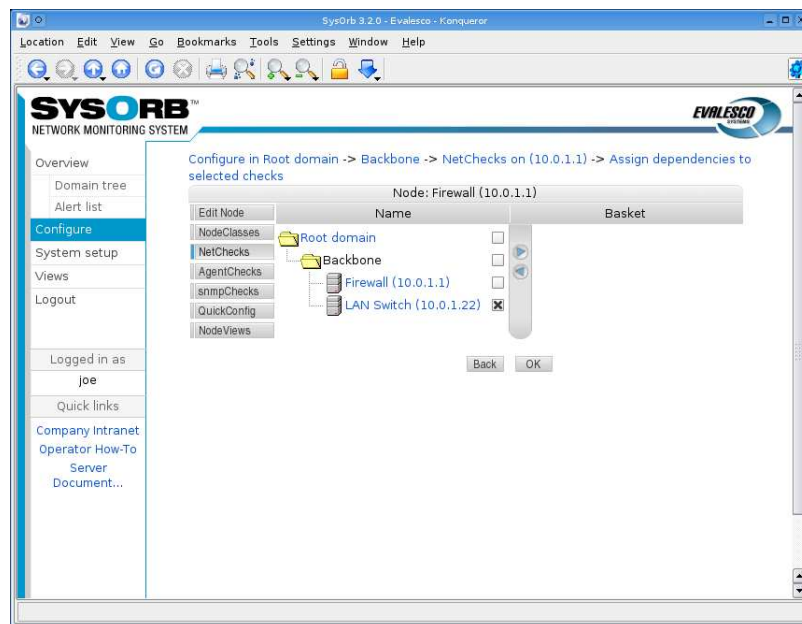 SysOrb 3.2.0 - Evalesco - Konqueror
Location Edit View Go Bookmarks Tools Settings Window Help
SYSORB™
NETWORK MONITORING SYSTEM
EVALESCO
SYSTEMS
Overview
Domain tree
Alert list
Configure
System setup
Views
Logout
Logged in as
joe
Quick links
Company Intranet
Operator How-To
Server
Document...
Configure in Root domain -> Backbone -> NetChecks on (10.0.1.1) -> Assign dependencies to
selected checks
Node: Firewall (10.0.1.1)
Edit Node
NodeClasses
NetChecks
AgentChecks
snmpChecks
QuickConfig
NodeViews
Name Basket
Root domain
Backbone
Firewall (10.0.1.1)
LAN Switch (10.0.1.22)
Back OK